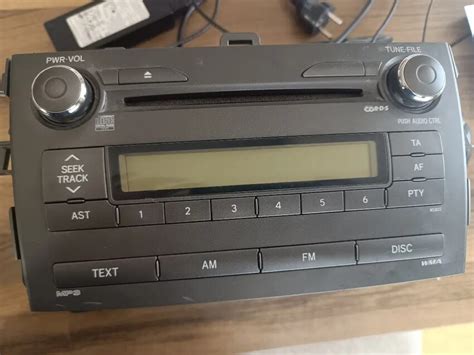 PWR·VOL
TUNE·FILE
R·D·S
PUSH AUDIO CTRL
SEEK
TRACK
TA
AF
PTY
AST
1
2
3
4
5
6
TEXT
AM
FM
DISC
MP3
WMA